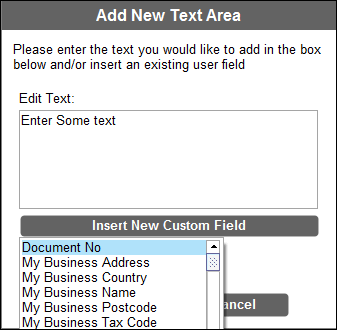 Add New Text Area
Please enter the text you would like to add in the box
below and/or insert an existing user field
Edit Text:
Enter Some text
Insert New Custom Field
Document No
My Business Address
My Business Country
My Business Name
My Business Postcode
My Business Tax Code